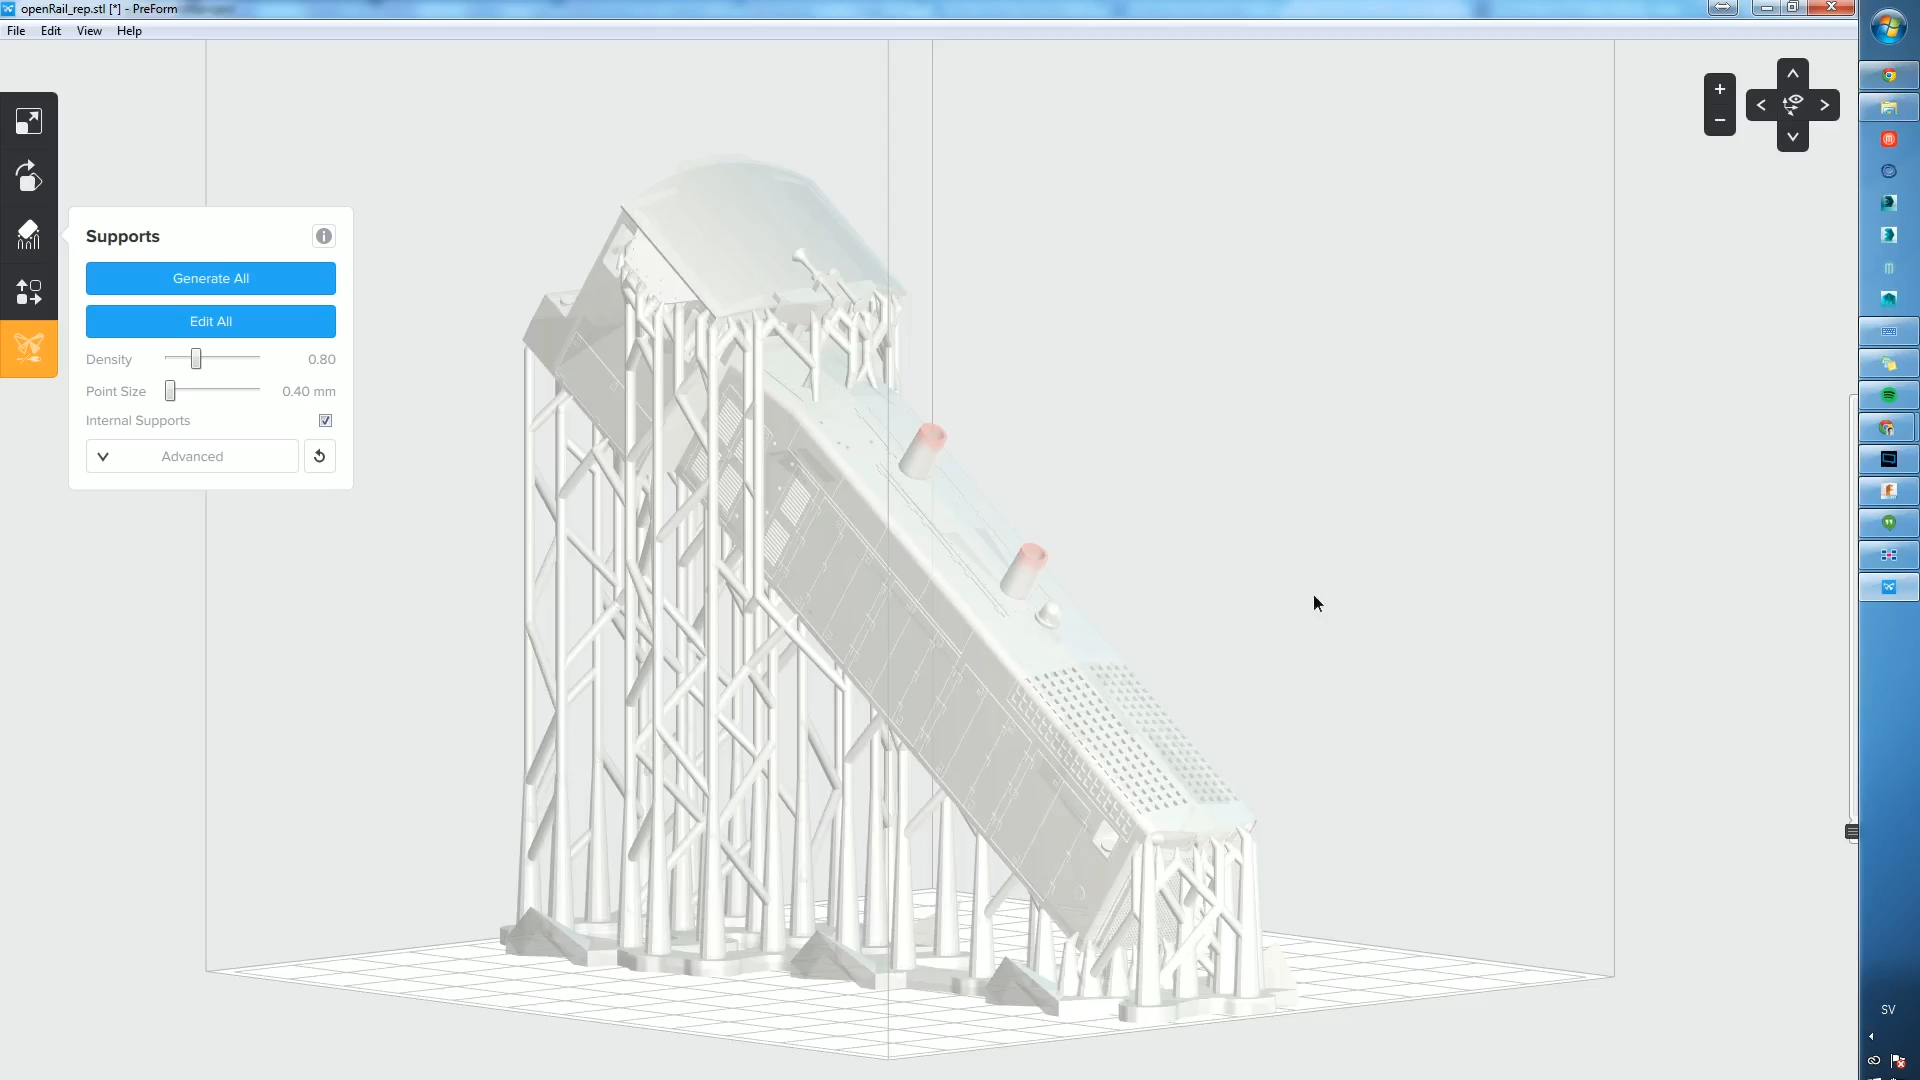 openRail_rep.stl [*] - PreForm
File Edit View Help
Supports
Generate All
Edit All
Density 0.80
Point Size 0.40 mm
Internal Supports
Advanced
SV